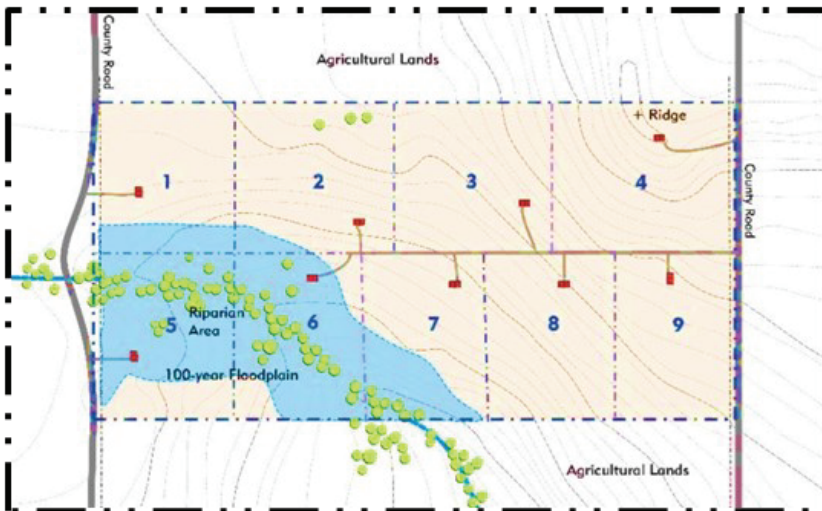 County Road
Agricultural Lands
+ Ridge
1
2
3
4
County Road
Riparian
Area
5
6
7
8
9
100-year Floodplain
Agricultural Lands